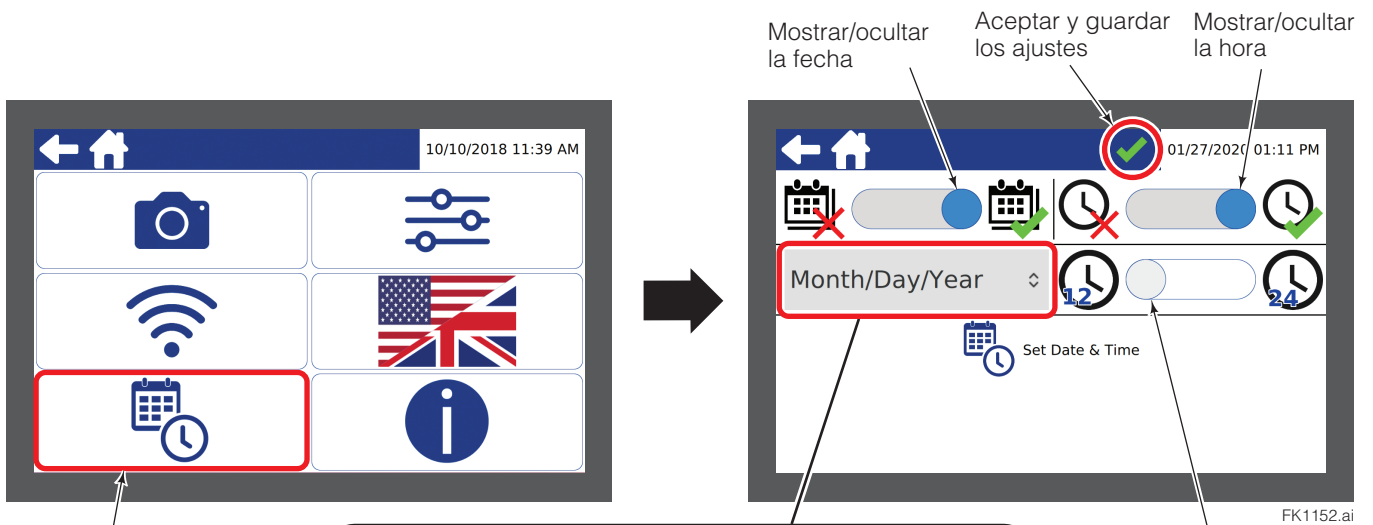 Mostrar/ocultar
la fecha
Aceptar y guardar
los ajustes
Mostrar/ocultar
la hora
10/10/2018 11:39 AM
01/27/2020 01:11 PM
Month/Day/Year
12
24
Set Date & Time
FK1152.ai